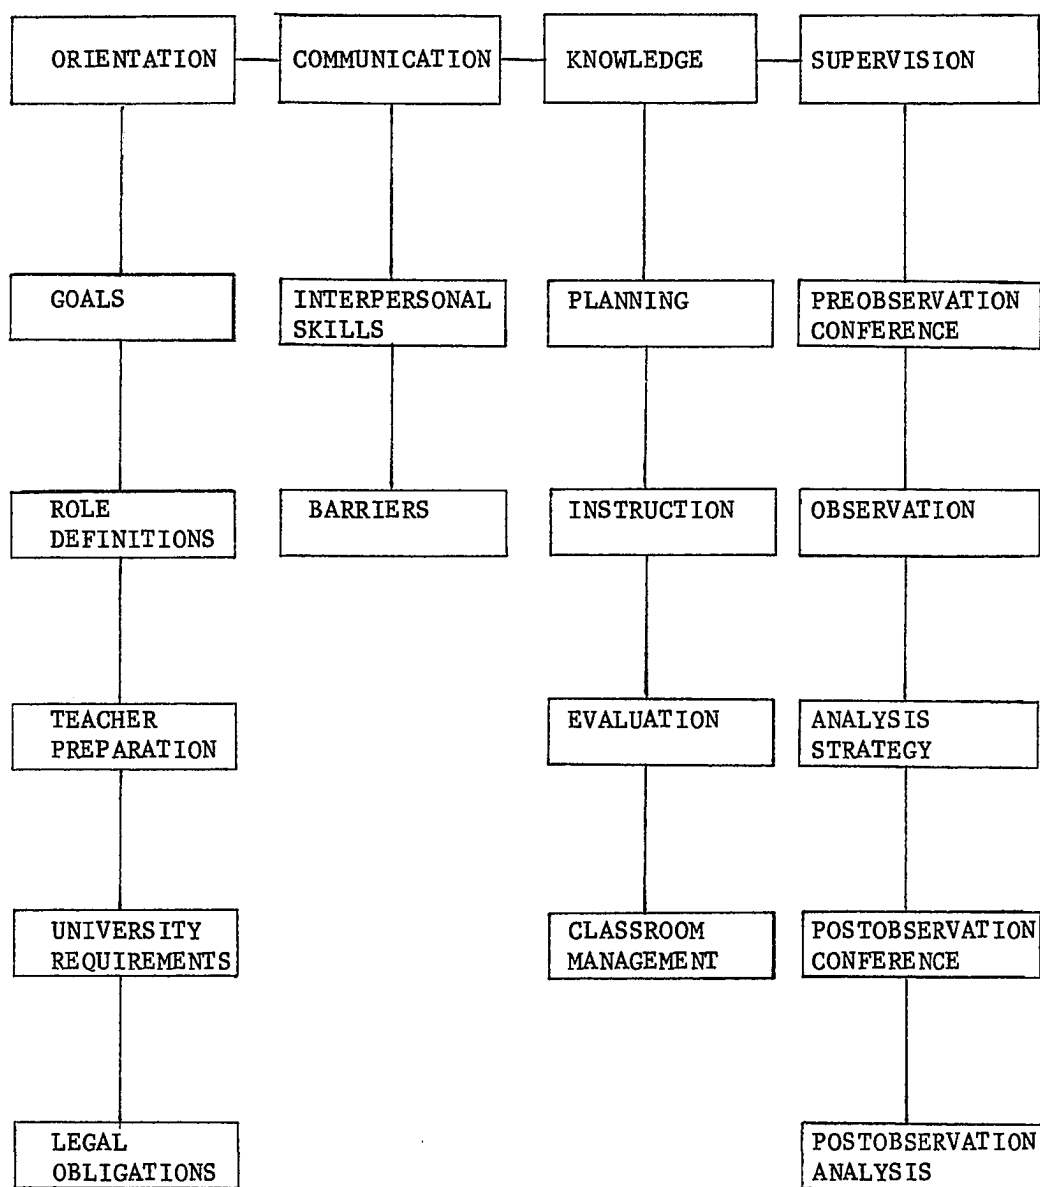 ORIENTATION
COMMUNICATION
KNOWLEDGE
SUPERVISION
GOALS
INTERPERSONAL
SKILLS
PLANNING
PREOBSERVATION
CONFERENCE
ROLE
DEFINITIONS
BARRIERS
INSTRUCTION
OBSERVATION
TEACHER
PREPARATION
EVALUATION
ANALYSIS
STRATEGY
UNIVERSITY
REQUIREMENTS
CLASSROOM
MANAGEMENT
POSTOBSERVATION
CONFERENCE
LEGAL
OBLIGATIONS
POSTOBSERVATION
ANALYSIS